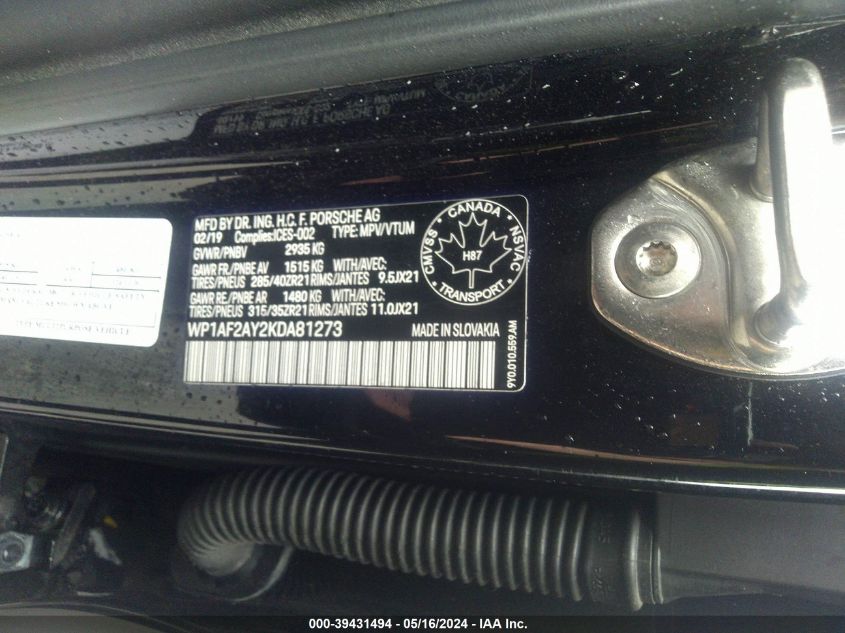 MFD BY DR. ING. H.C. F. PORSCHE AG
02/19 Complies:ICES-002 TYPE: MPV/VTUM
GVWR/PNBV 2935 KG
GAWR FR/PNBE AV 1515 KG WITH/AVEC:
TIRES/PNEUS 285/40ZR21 RIMS/JANTES 9.5JX21
GAWR RE/PNBE AR 1480 KG WITH/AVEC:
TIRES/PNEUS 315/35ZR21 RIMS/JANTES 11.0JX21
WP1AF2AY2KDA81273 MADE IN SLOVAKIA
CANADA
CMVSS
NSVAC
H87
TRANSPORT
9Y0.010.559.AM
000-39431494 - 05/16/2024 - IAA Inc.